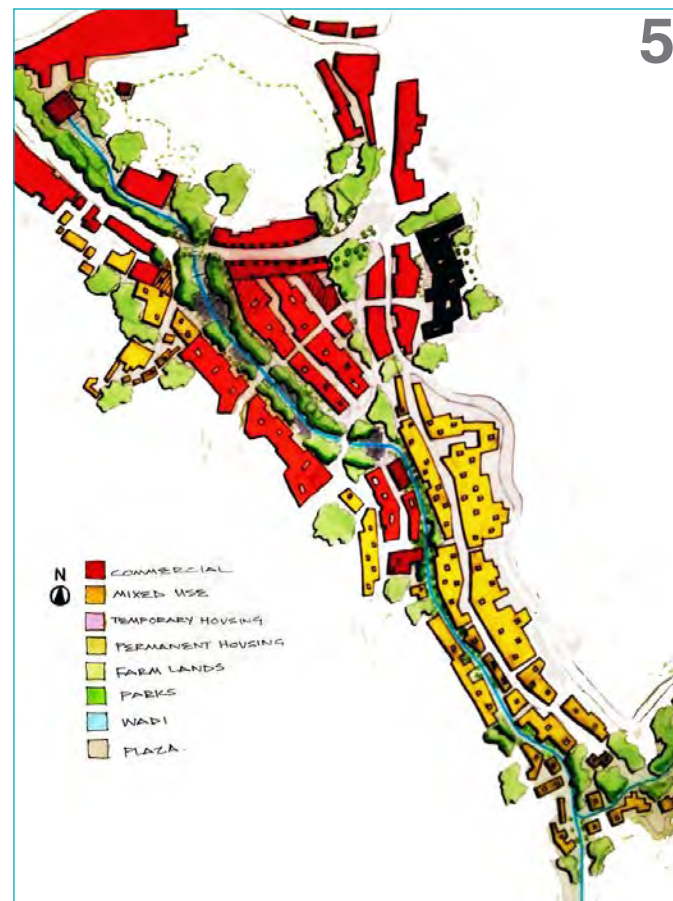 5
N
COMMERCIAL
MIXED USE
TEMPORARY HOUSING
PERMANENT HOUSING
FARM LANDS
PARKS
WADI
PLAZA.